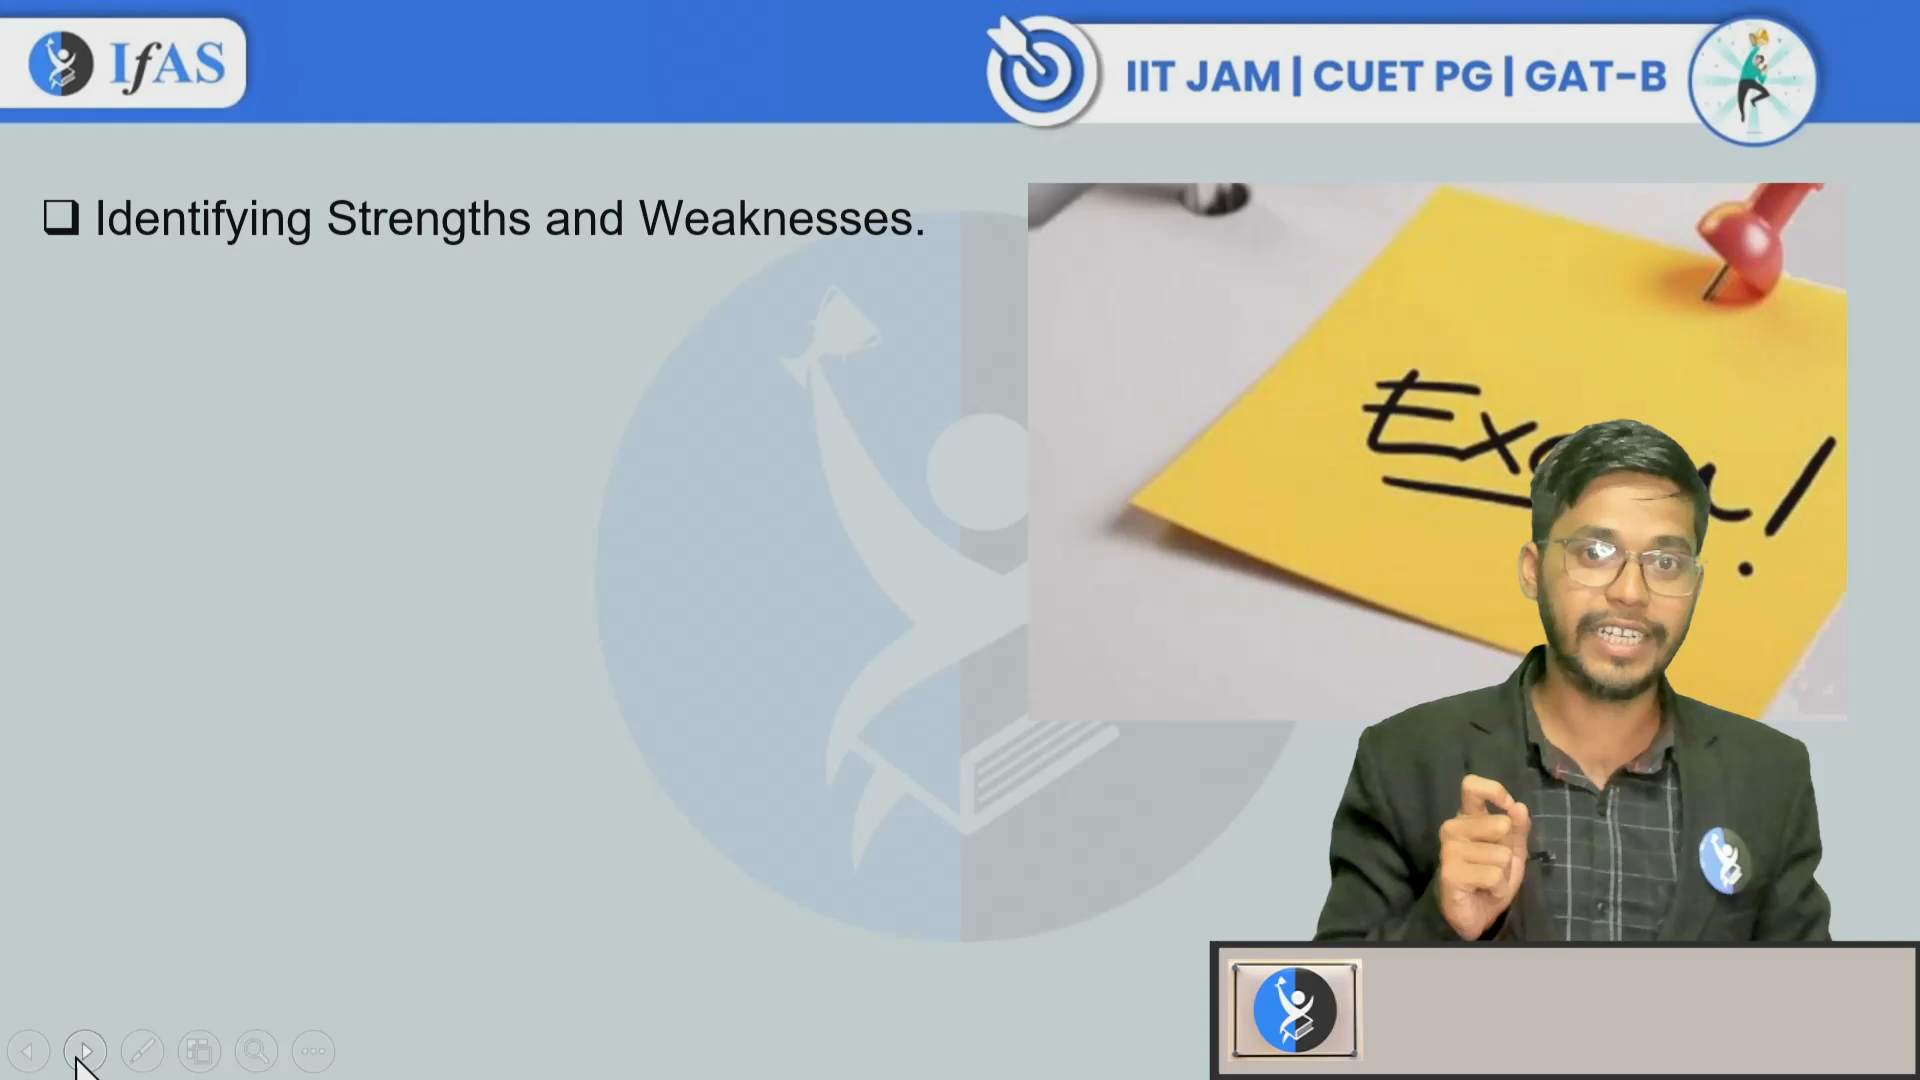 IfAS
IIT JAM | CUET PG | GAT-B
❑ Identifying Strengths and Weaknesses.